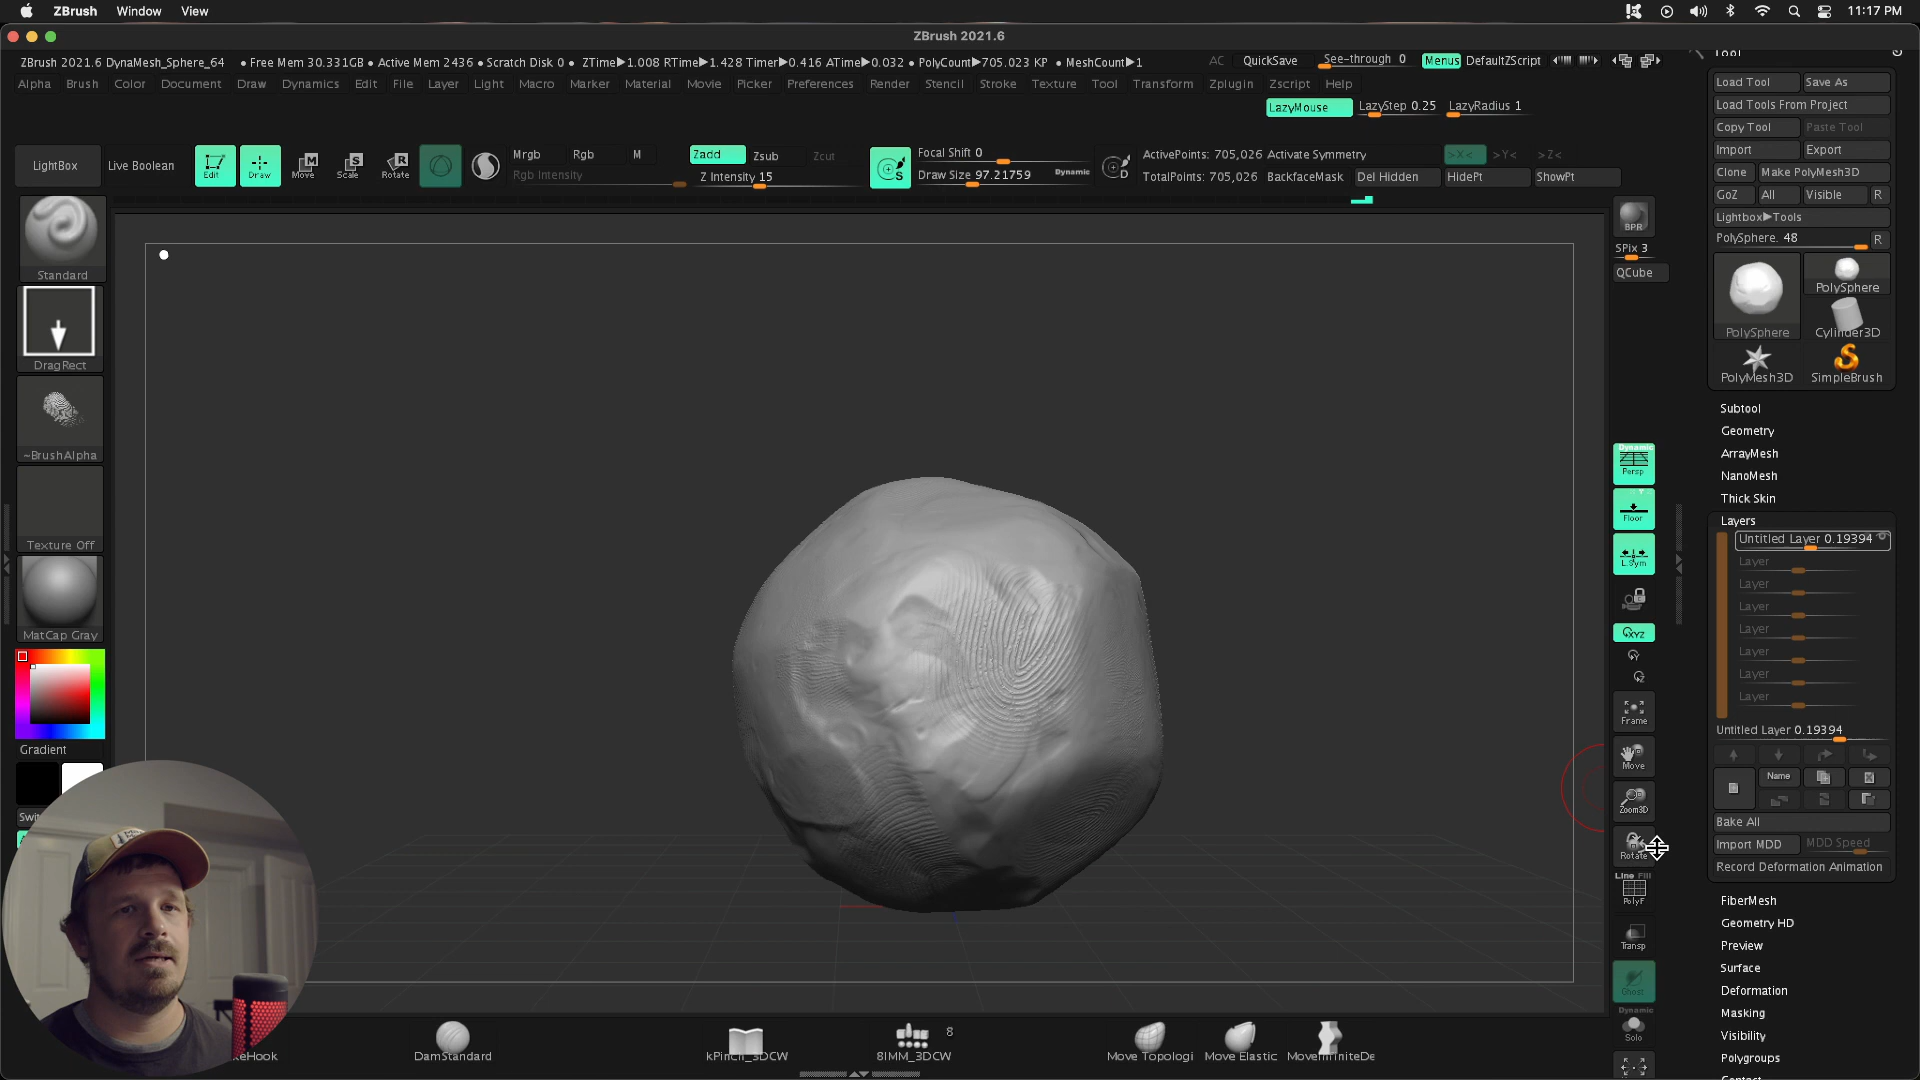 ZBrush Window View 11:17 PM
ZBrush 2021.6
ZBrush 2021.6 DynaMesh_Sphere_64 • Free Mem 30.331GB • Active Mem 2436 • Scratch Disk 0 • ZTime▶1.008 RTime▶1.428 Timer▶0.416 ATime▶0.032 • PolyCount▶705.023 KP • MeshCount▶1
AC QuickSave See-through 0 Menus DefaultZScript
Alpha Brush Color Document Draw Dynamics Edit File Layer Light Macro Marker Material Movie Picker Preferences Render Stencil Stroke Texture Tool Transform Zplugin Zscript Help
LazyMouse LazyStep 0.25 LazyRadius 1
LightBox
Live Boolean
Edit
Draw
M
Move
S
Scale
R
Rotate
Mrgb Rgb M
Rgb Intensity
Zadd Zsub Zcut
Z Intensity 15
S
Focal Shift 0
Draw Size 97.21759 Dynamic
D
ActivePoints: 705,026 Activate Symmetry >X< >Y< >Z<
TotalPoints: 705,026 BackfaceMask Del Hidden HidePt ShowPt
Standard
DragRect
~BrushAlpha
Texture Off
MatCap Gray
Gradient
Swit
BPR
SPix 3
QCube
Dynamic
Persp
Floor
L.Sym
XYZ
Frame
Move
Zoom3D
Rotate
Line Fill
PolyF
Transp
Ghost
Dynamic
Solo
Tool
Load Tool Save As
Load Tools From Project
Copy Tool Paste Tool
Import Export
Clone Make PolyMesh3D
GoZ All Visible R
Lightbox▶Tools
PolySphere. 48 R
PolySphere
PolySphere
Cylinder3D
PolyMesh3D
SimpleBrush
Subtool
Geometry
ArrayMesh
NanoMesh
Thick Skin
Layers
Untitled Layer 0.19394
Layer
Layer
Layer
Layer
Layer
Layer
Layer
Untitled Layer 0.19394
Name
Bake All
Import MDD MDD Speed
Record Deformation Animation
FiberMesh
Geometry HD
Preview
Surface
Deformation
Masking
Visibility
Polygroups
eHook
DamStandard
kPinch_3DCW
8IMM_3DCW
8
Move Topologi
Move Elastic
MoveInfiniteDe